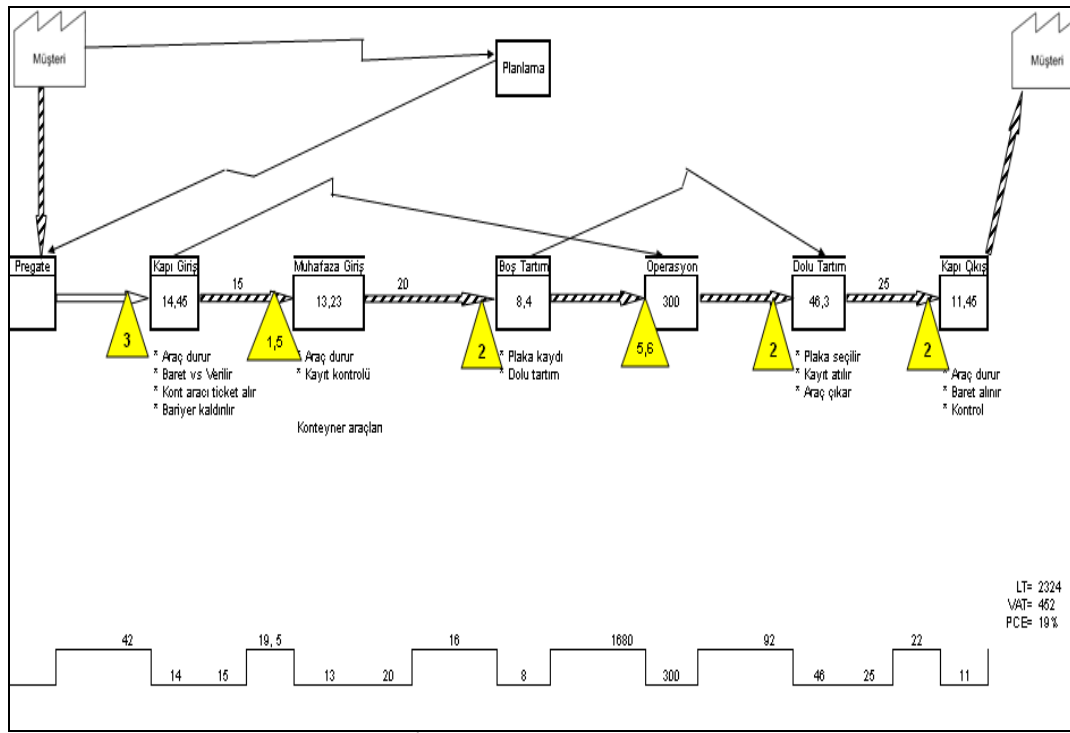 Müşteri
Müşteri
Planlama
Pregate
Kapı Giriş
Muhafaza Giriş
Boş Tartım
Operasyon
Dolu Tartım
Kapı Çıkış
15
20
25
14,45
13,23
8,4
300
46,3
11,45
3
1,5
2
5,6
2
2
* Araç durur
* Baret vs Verilir
* Kont aracı ticket alır
* Bariyer kaldırılır
* Araç durur
* Kayıt kontrolü
* Plaka kaydı
* Dolu tartım
* Plaka seçilir
* Kayıt atılır
* Araç çıkar
* Araç durur
* Baret alınır
* Kontrol
Konteyner araçları
LT= 2324
VAT= 452
PCE= 19%
42
19, 5
16
1680
92
22
14
15
13
20
8
300
46
25
11